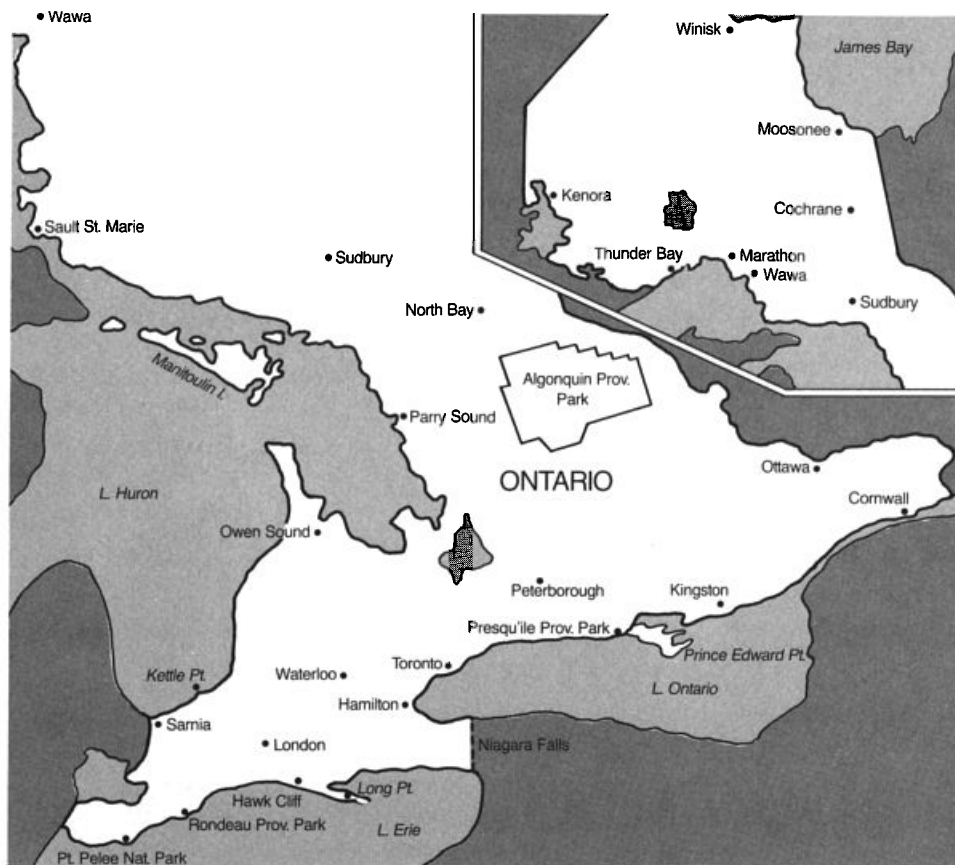 Wawa
Winisk
James Bay
Moosonee
Kenora
Cochrane
Sault St. Marie
Thunder Bay
Marathon
Wawa
Sudbury
Sudbury
North Bay
Manitoulin I.
Algonquin Prov.
Park
Parry Sound
Ottawa
ONTARIO
L. Huron
Cornwall
Owen Sound
Peterborough
Kingston
Presqu'ile Prov. Park
Prince Edward Pt.
Toronto
Kettle Pt.
Waterloo
L. Ontario
Hamilton
Sarnia
London
Niagara Falls
Long Pt.
Hawk Cliff
Rondeau Prov. Park
L. Erie
Pt. Pelee Nat. Park